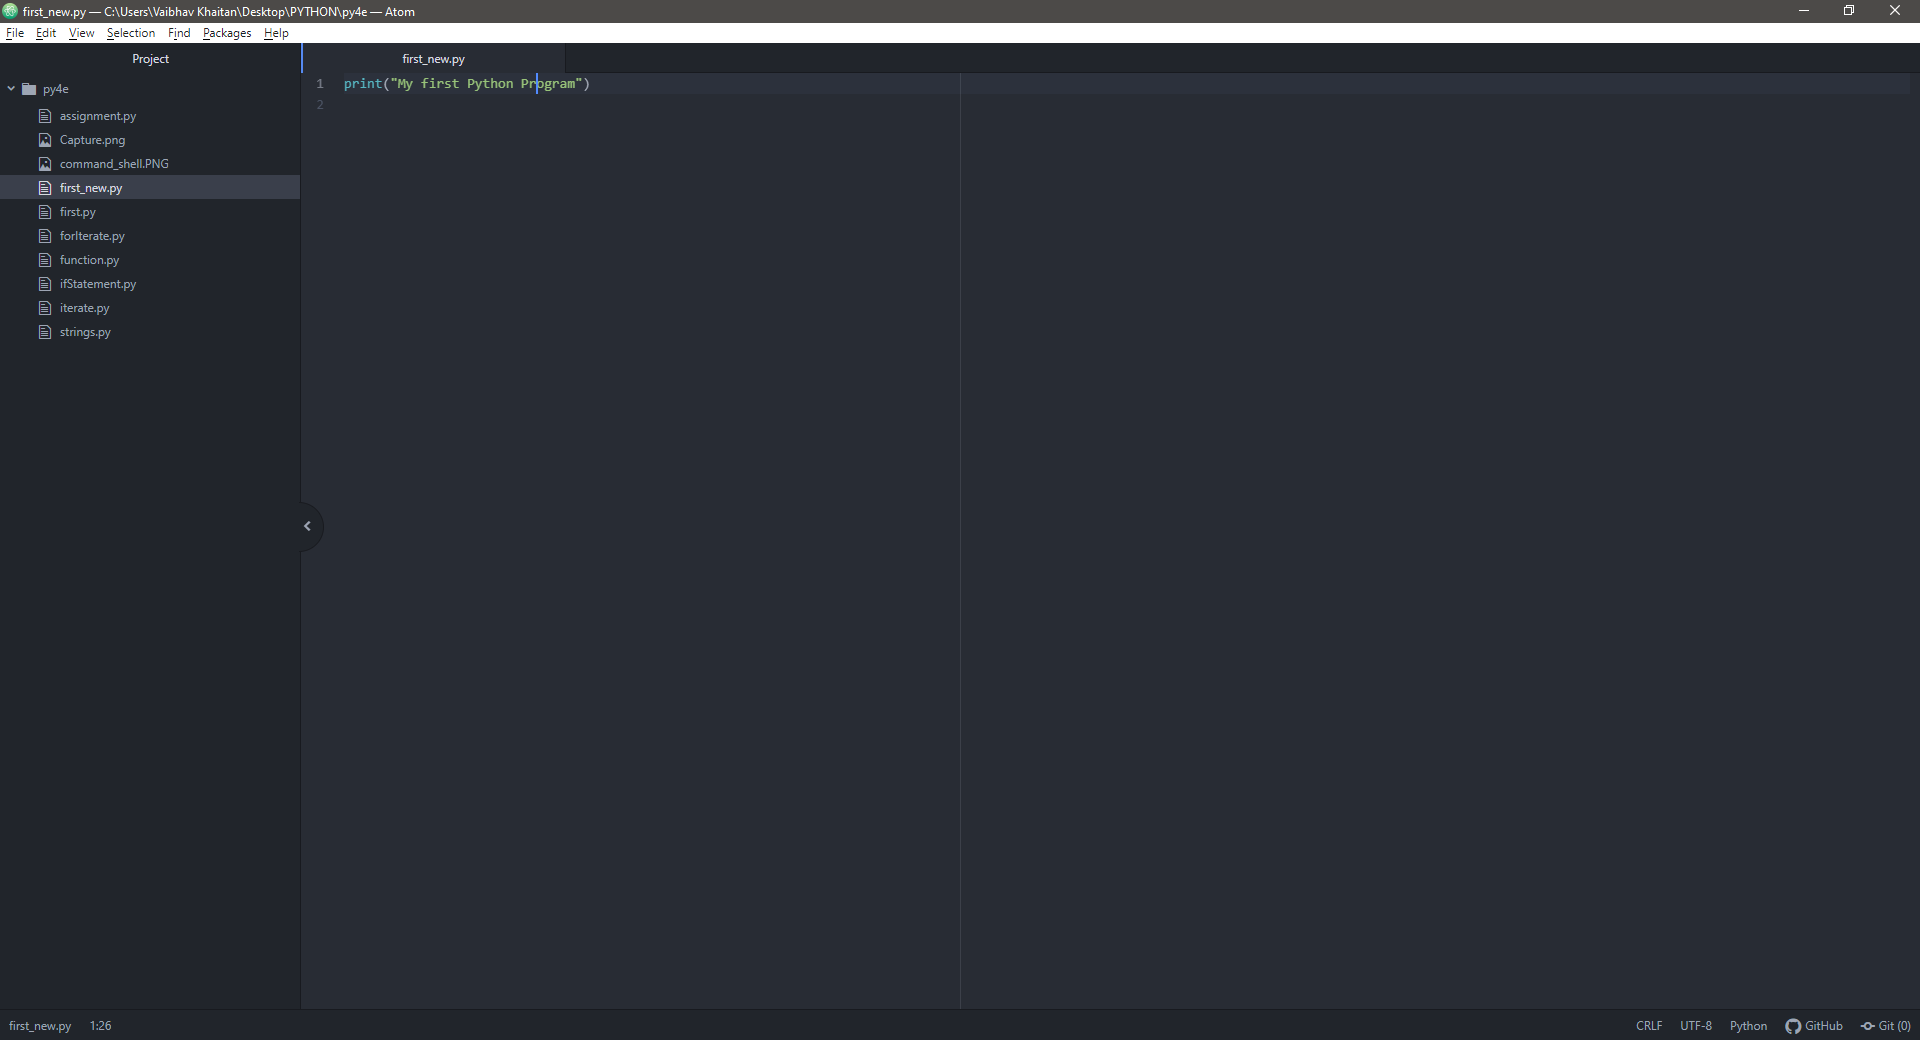 first_new.py — C:\Users\Vaibhav Khaitan\Desktop\PYTHON\py4e — Atom
File Edit View Selection Find Packages Help
Project
py4e
assignment.py
Capture.png
command_shell.PNG
first_new.py
first.py
forIterate.py
function.py
ifStatement.py
iterate.py
strings.py
first_new.py
1 print("My first Python Program")
2
first_new.py 1:26
CRLF UTF-8 Python GitHub Git (0)